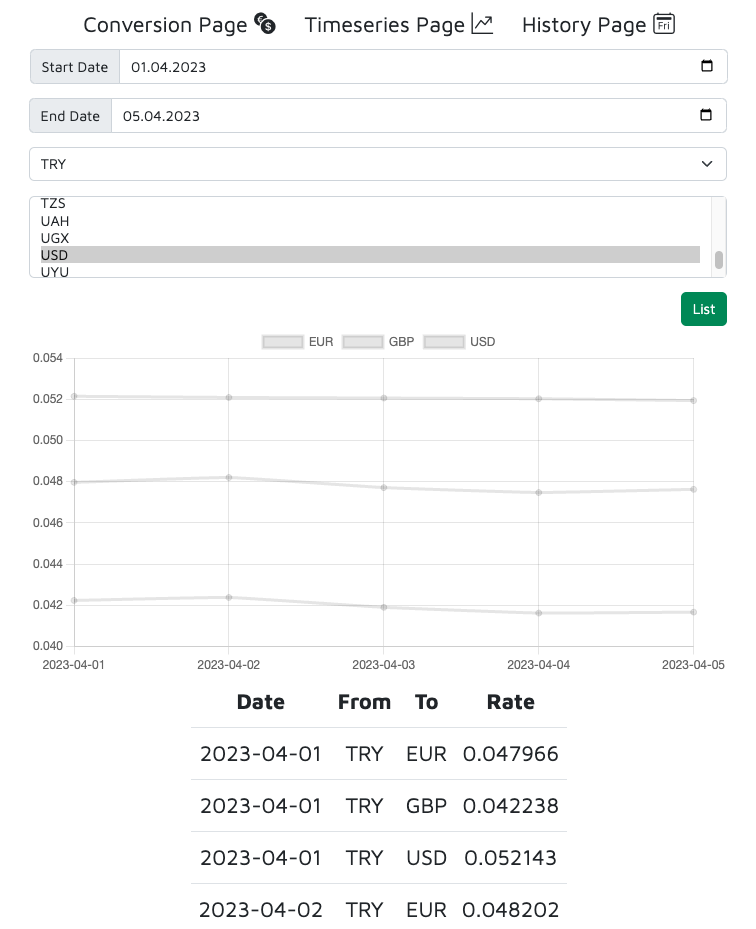 Conversion Page Timeseries Page History Page Fri
Start Date 01.04.2023
End Date 05.04.2023
TRY
TZS
UAH
UGX
USD
UYU
List
EUR GBP USD
0.054
0.052
0.050
0.048
0.046
0.044
0.042
0.040
2023-04-01 2023-04-02 2023-04-03 2023-04-04 2023-04-05
Date From To Rate
2023-04-01 TRY EUR 0.047966
2023-04-01 TRY GBP 0.042238
2023-04-01 TRY USD 0.052143
2023-04-02 TRY EUR 0.048202